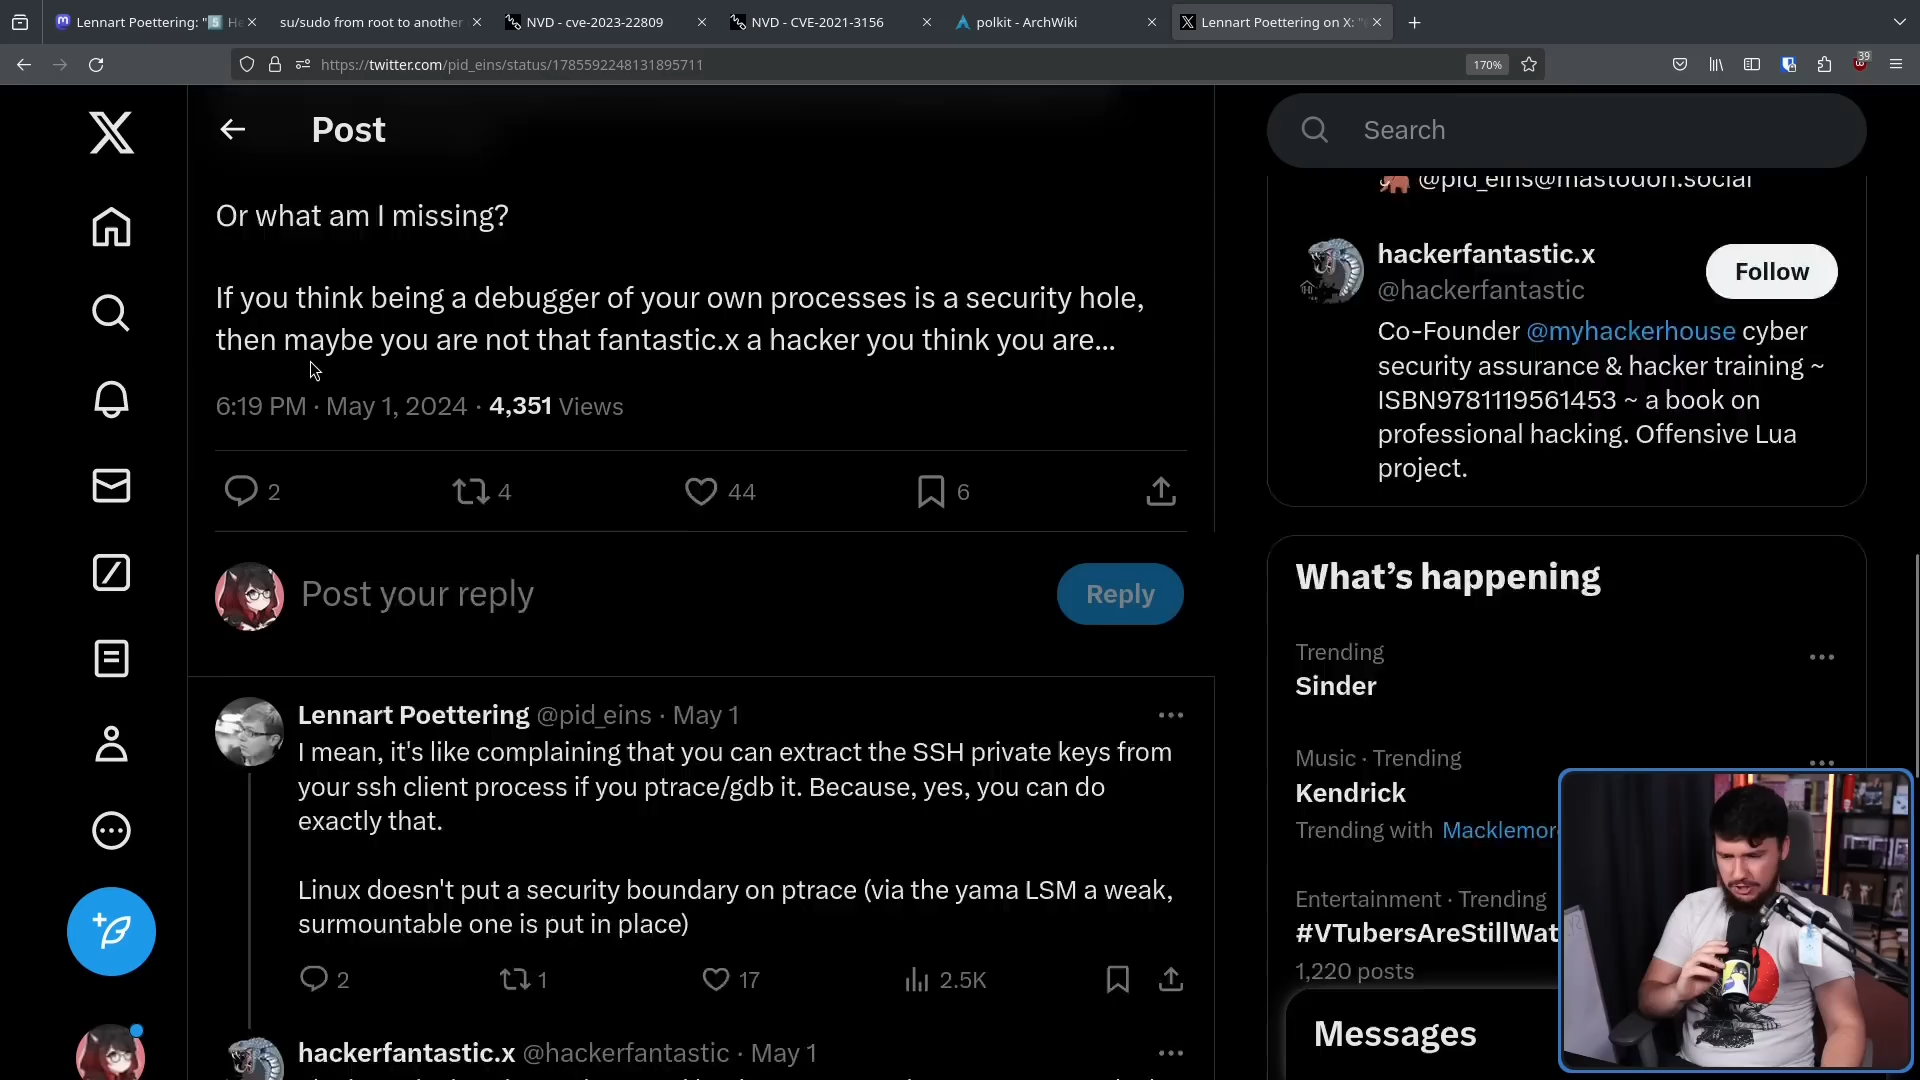 Lennart Poettering: "5️⃣ He
su/sudo from root to another
NVD - cve-2023-22809
NVD - CVE-2021-3156
polkit - ArchWiki
Lennart Poettering on X: "
https://twitter.com/pid_eins/status/1785592248131895711
170%
39
Post
Search
Or what am I missing?
If you think being a debugger of your own processes is a security hole,
then maybe you are not that fantastic.x a hacker you think you are...
6:19 PM · May 1, 2024 · 4,351 Views
2
4
44
6
Post your reply
Reply
Lennart Poettering @pid_eins · May 1
I mean, it's like complaining that you can extract the SSH private keys from
your ssh client process if you ptrace/gdb it. Because, yes, you can do
exactly that.
Linux doesn't put a security boundary on ptrace (via the yama LSM a weak,
surmountable one is put in place)
2
1
17
2.5K
hackerfantastic.x @hackerfantastic · May 1
@pid_eins@mastodon.social
hackerfantastic.x
@hackerfantastic
Follow
Co-Founder @myhackerhouse cyber
security assurance & hacker training ~
ISBN9781119561453 ~ a book on
professional hacking. Offensive Lua
project.
What's happening
Trending
Sinder
Music · Trending
Kendrick
Trending with Macklemor
Entertainment · Trending
#VTubersAreStillWat
1,220 posts
Messages